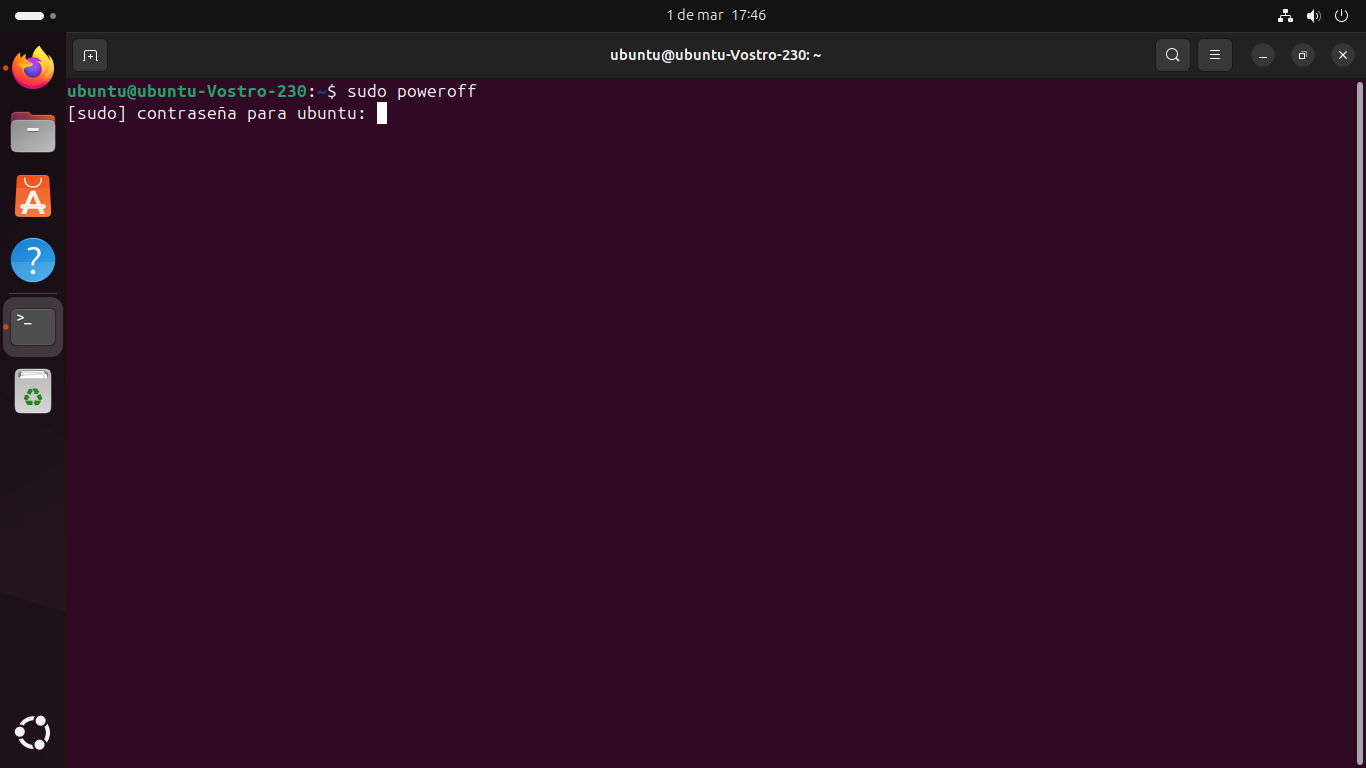 1 de mar 17:46
ubuntu@ubuntu-Vostro-230: ~
ubuntu@ubuntu-Vostro-230:~$ sudo poweroff
[sudo] contraseña para ubuntu: